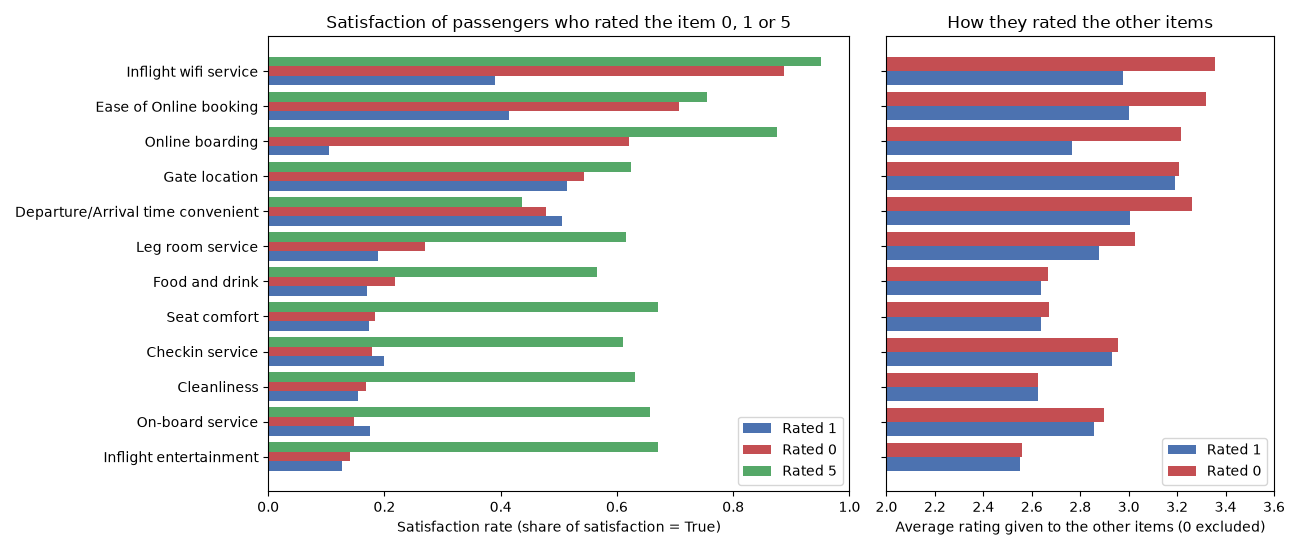 Satisfaction of passengers who rated the item 0, 1 or 5
Inflight wifi service
Ease of Online booking
Online boarding
Gate location
Departure/Arrival time convenient
Leg room service
Food and drink
Seat comfort
Checkin service
Cleanliness
On-board service
Inflight entertainment
Rated 1
Rated 0
Rated 5
0.0 0.2 0.4 0.6 0.8 1.0
Satisfaction rate (share of satisfaction = True)
How they rated the other items
Rated 1
Rated 0
2.0 2.2 2.4 2.6 2.8 3.0 3.2 3.4 3.6
Average rating given to the other items (0 excluded)